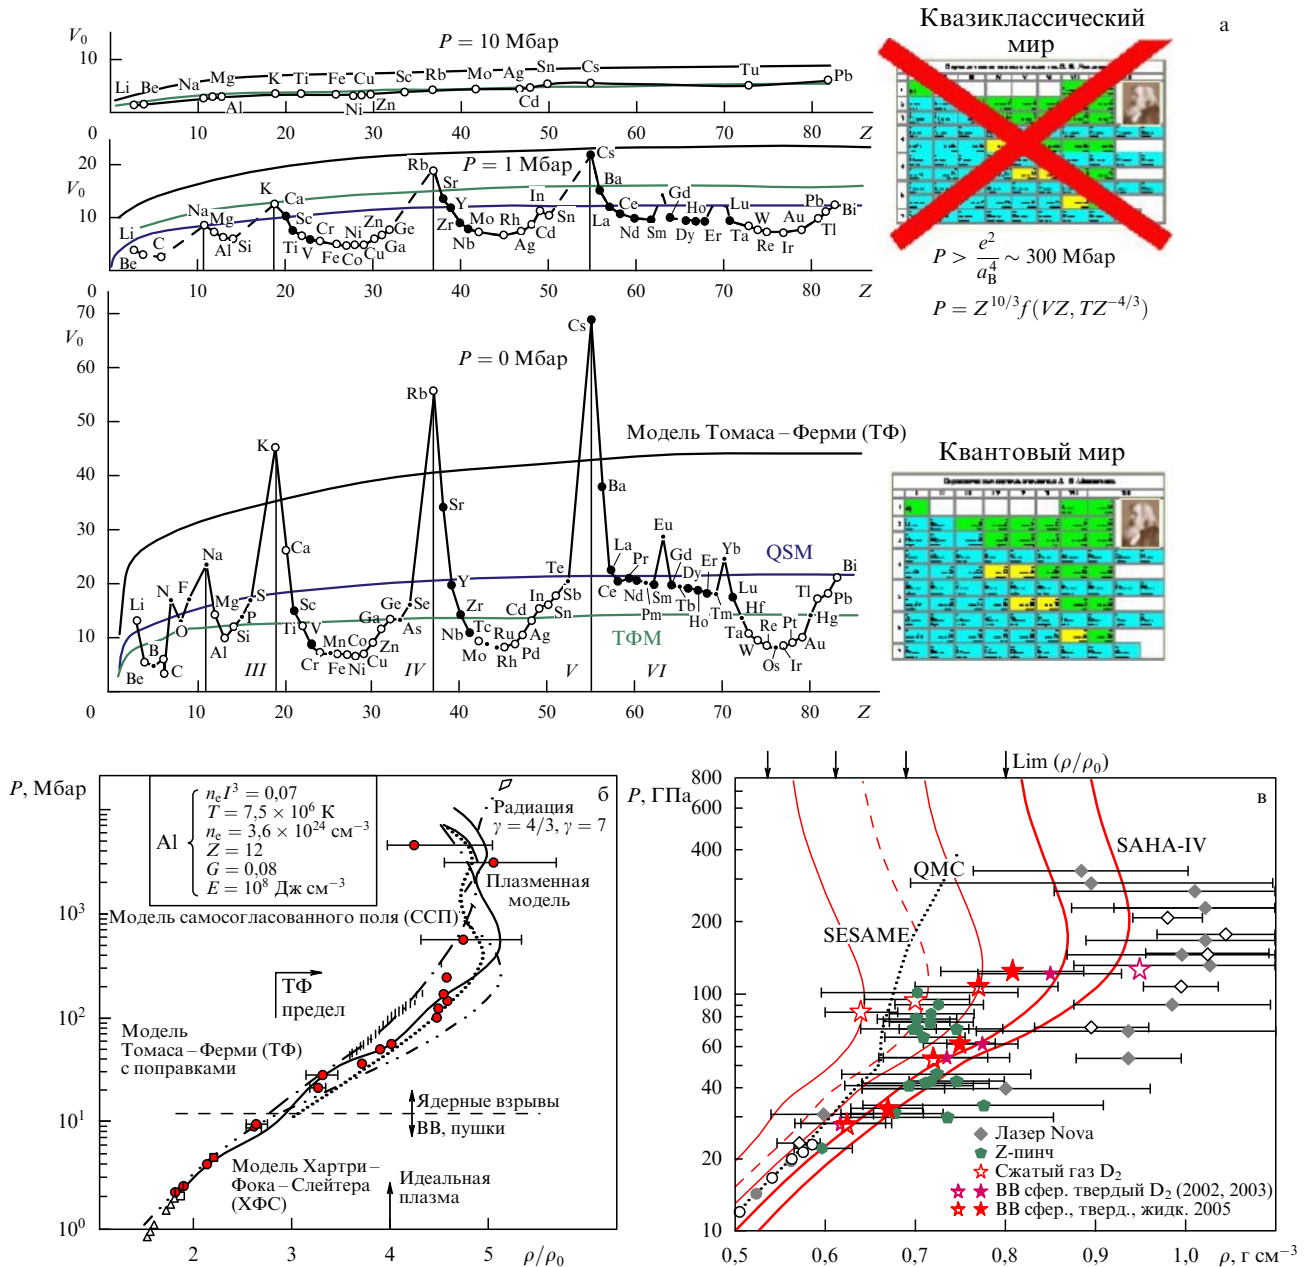 V₀
P = 10 Мбар
10
Li Be Na Mg K Ti Fe Cu Sc Rb Mo Ag Sn Cs Tu Pb
Al Ni Zn Cd
0 10 20 30 40 50 60 70 80 Z
V₀
P = 1 Мбар
20
10
Li Be C Na Mg Al Si K Ca Sc Ti V Cr Fe Co Ni Cu Zn Ga Ge Rb Sr Y Zr Nb Mo Rh Ag Cd In Sn Cs Ba La Ce Nd Sm Gd Dy Ho Er Lu Ta W Re Ir Au Tl Pb Bi
0 10 20 30 40 50 60 70 80 Z
V₀
70
60
50
40
30
20
10
P = 0 Мбар
Модель Томаса – Ферми (ТФ)
QSM
ТФМ
Li Be B C N O F Na Mg Al Si P S K Ca Sc Ti V Cr Mn Fe Co Ni Cu Zn Ga Ge As Se Rb Sr Y Zr Nb Mo Tc Ru Rh Pd Ag Cd In Sn Sb Te Cs Ba La Ce Pr Pm Sm Eu Gd Tb Dy Ho Er Tm Yb Lu Hf Ta W Re Os Ir Pt Au Hg Tl Pb Bi
III IV V VI
0 10 20 30 40 50 60 70 80 Z
Квазиклассический
мир
а
P > e²/a_B⁴ ~ 300 Мбар
P = Z^{10/3} f(VZ, TZ^{−4/3})
Квантовый мир
P, Мбар
б
Al
nₑI³ = 0,07
T = 7,5 × 10⁶ К
nₑ = 3,6 × 10²⁴ см⁻³
Z = 12
G = 0,08
E = 10⁸ Дж см⁻³
Радиация
γ = 4/3, γ = 7
Плазменная
модель
Модель самосогласованного поля (ССП)
ТФ
предел
Модель
Томаса – Ферми (ТФ)
с поправками
Ядерные взрывы
ВВ, пушки
Модель Хартри –
Фока – Слейтера
(ХФС)
Идеальная
плазма
10³
10²
10¹
10⁰
2 3 4 5 ρ/ρ₀
Lim (ρ/ρ₀)
P, ГПа
в
800
400
200
100
80
60
40
20
10
SAHA-IV
QMC
SESAME
Лазер Nova
Z-пинч
Сжатый газ D₂
ВВ сфер. твердый D₂ (2002, 2003)
ВВ сфер., тверд., жидк. 2005
0,5 0,6 0,7 0,8 0,9 1,0 ρ, г см⁻³